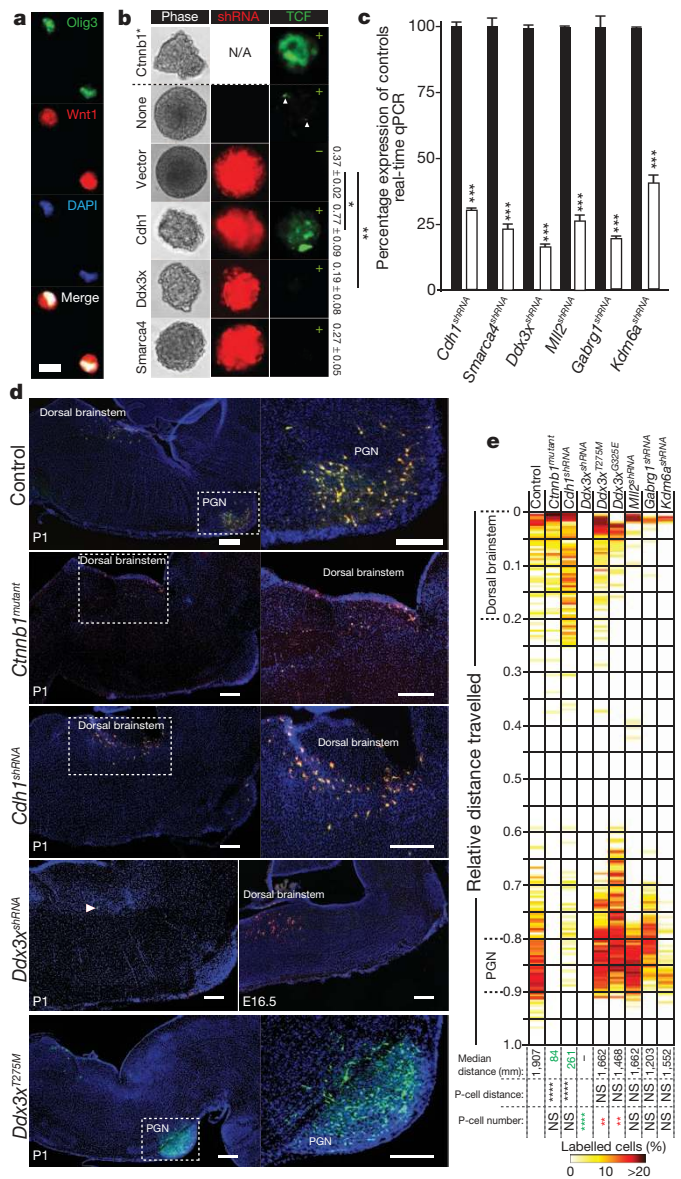 a
Olig3
Wnt1
DAPI
Merge
b
Phase
shRNA
TCF
Ctnnb1*
N/A
+
None
+
Vector
–
Cdh1
+
Ddx3x
+
Smarca4
+
0.37 ± 0.02
0.77 ± 0.09
0.19 ± 0.08
0.27 ± 0.05
*
**
c
Percentage expression of controls
real-time qPCR
100
75
50
25
0
***
***
***
***
***
***
Cdh1shRNA
Smarca4shRNA
Ddx3xshRNA
Mll2shRNA
Gabrg1shRNA
Kdm6ashRNA
d
Control
Dorsal brainstem
PGN
P1
PGN
Ctnnb1mutant
Dorsal brainstem
P1
Dorsal brainstem
Cdh1shRNA
Dorsal brainstem
P1
Dorsal brainstem
Ddx3xshRNA
P1
Dorsal brainstem
E16.5
Ddx3xT275M
PGN
P1
PGN
e
Control
Ctnnb1mutant
Cdh1shRNA
Ddx3xshRNA
Ddx3xT275M
Ddx3xG325E
Mll2shRNA
Gabrg1shRNA
Kdm6ashRNA
Relative distance travelled
Dorsal brainstem
PGN
0
0.1
0.2
0.3
0.4
0.5
0.6
0.7
0.8
0.9
1.0
Median distance (mm): 1,907 84 261 – 1,662 1,468 1,662 1,203 1,552
P-cell distance: **** **** NS NS NS NS NS
P-cell number: NS NS **** ** ** NS NS NS
Labelled cells (%)
0 10 >20